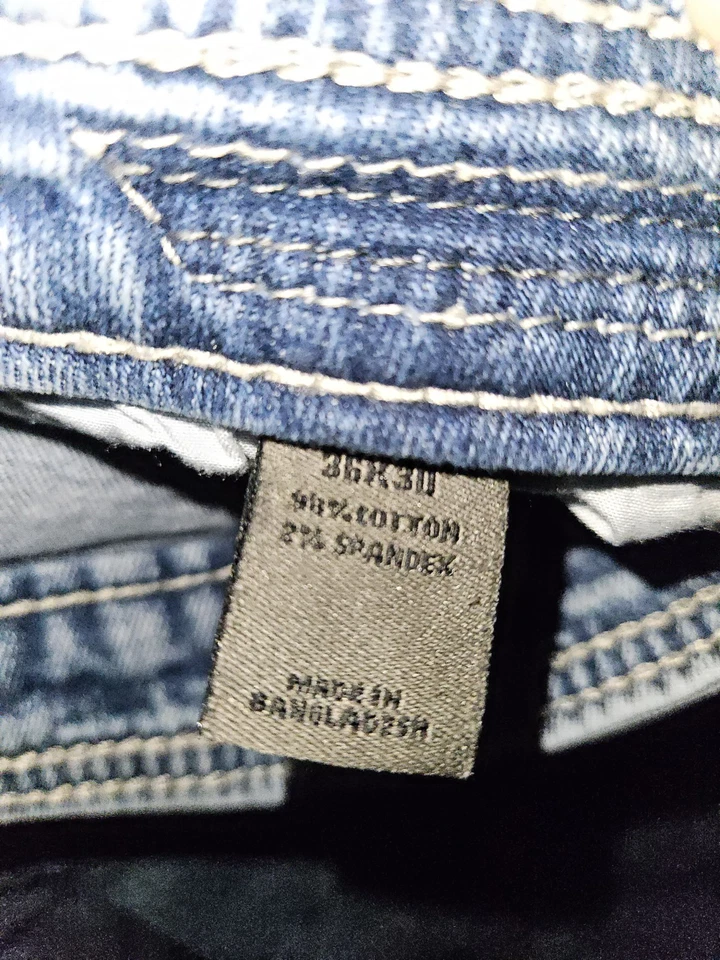 36X30
98% COTTON
2% SPANDEX
MADE IN
BANGLADESH